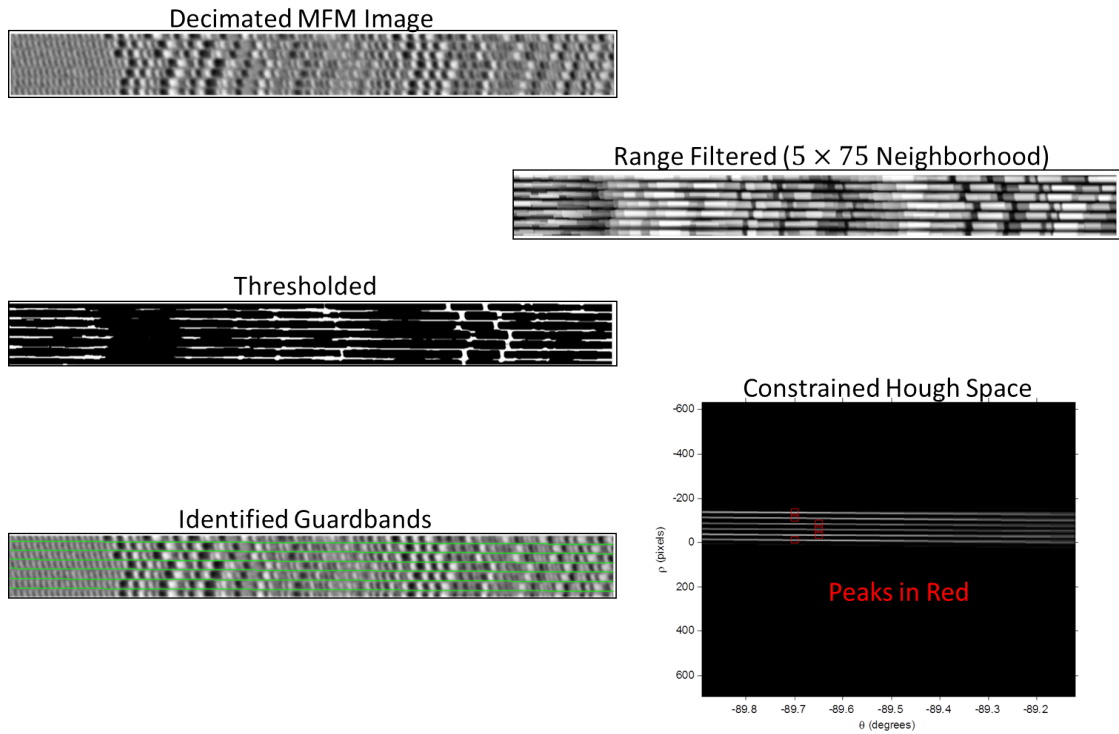 Decimated MFM Image
Range Filtered (5 × 75 Neighborhood)
Thresholded
Constrained Hough Space
-600
-400
-200
0
200
400
600
ρ (pixels)
Peaks in Red
-89.8
-89.7
-89.6
-89.5
-89.4
-89.3
-89.2
θ (degrees)
Identified Guardbands